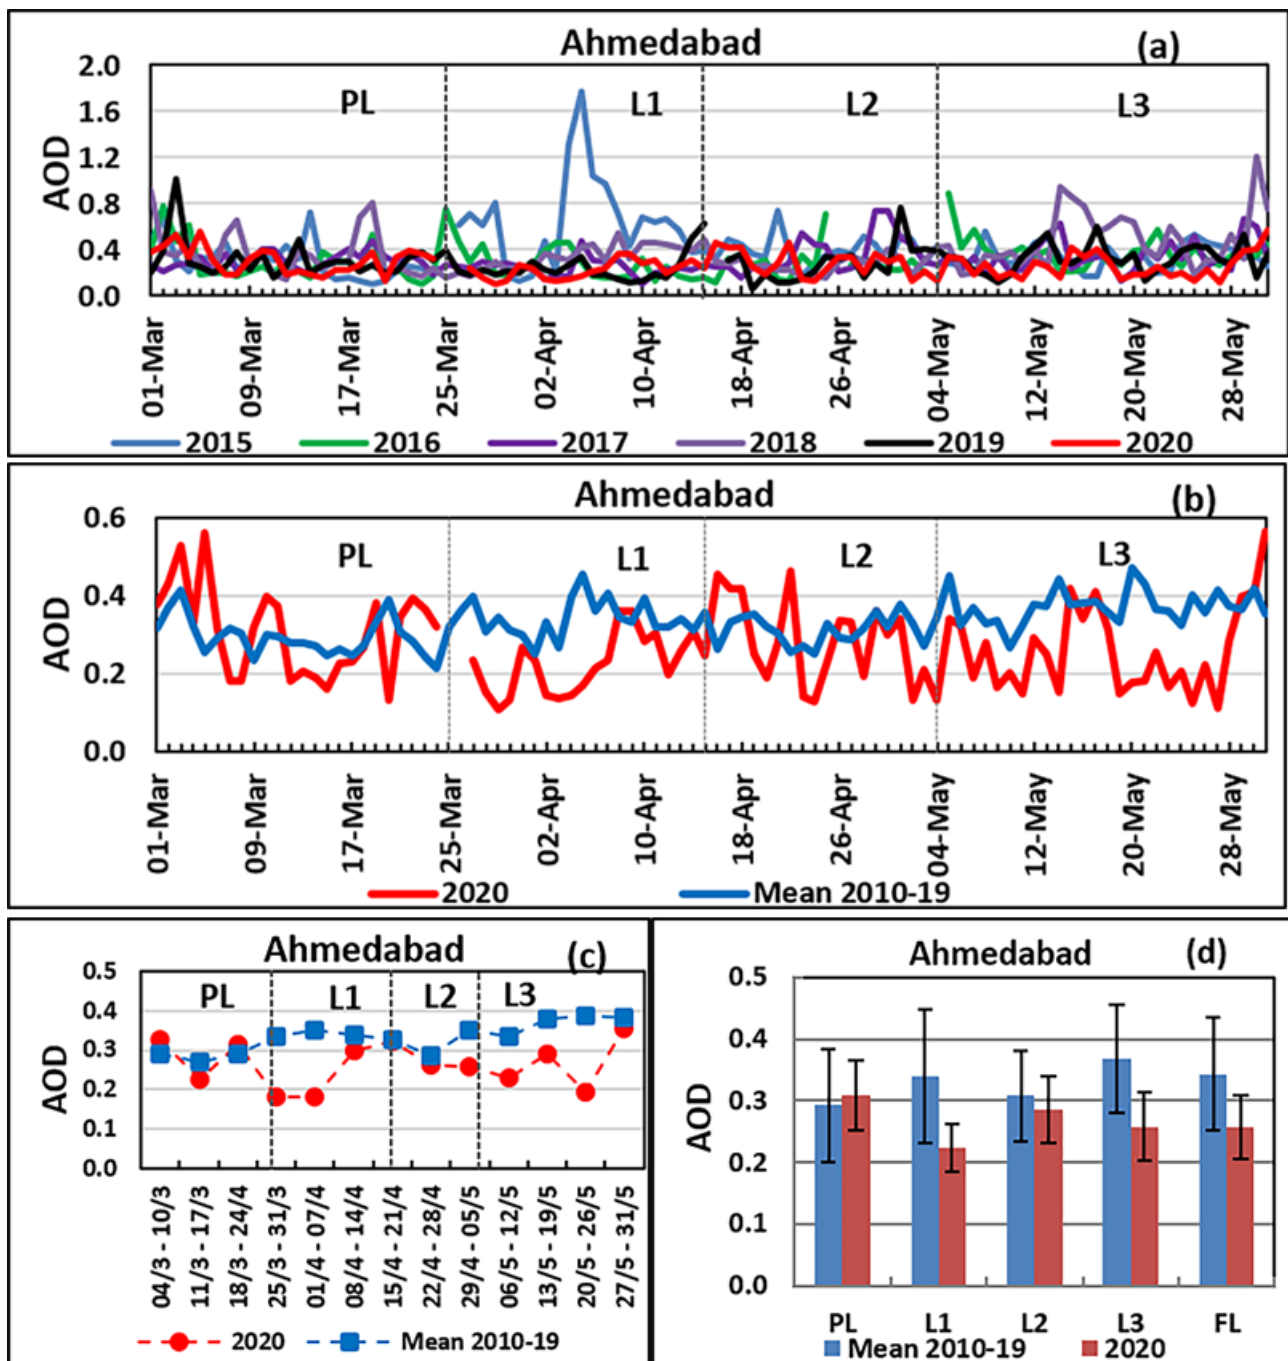 Ahmedabad (a)
2.0
1.6
1.2
0.8
0.4
0.0
AOD
PL L1 L2 L3
01-Mar 09-Mar 17-Mar 25-Mar 02-Apr 10-Apr 18-Apr 26-Apr 04-May 12-May 20-May 28-May
2015 2016 2017 2018 2019 2020
Ahmedabad (b)
0.6
0.4
0.2
0.0
AOD
PL L1 L2 L3
01-Mar 09-Mar 17-Mar 25-Mar 02-Apr 10-Apr 18-Apr 26-Apr 04-May 12-May 20-May 28-May
2020 Mean 2010-19
Ahmedabad (c)
0.5
0.4
0.3
0.2
0.1
0.0
AOD
PL L1 L2 L3
04/3 - 10/3
11/3 - 17/3
18/3 - 24/4
25/3 - 31/3
01/4 - 07/4
08/4 - 14/4
15/4 - 21/4
22/4 - 28/4
29/4 - 05/5
06/5 - 12/5
13/5 - 19/5
20/5 - 26/5
27/5 - 31/5
2020 Mean 2010-19
Ahmedabad (d)
0.5
0.4
0.3
0.2
0.1
0.0
AOD
PL L1 L2 L3 FL
Mean 2010-19 2020